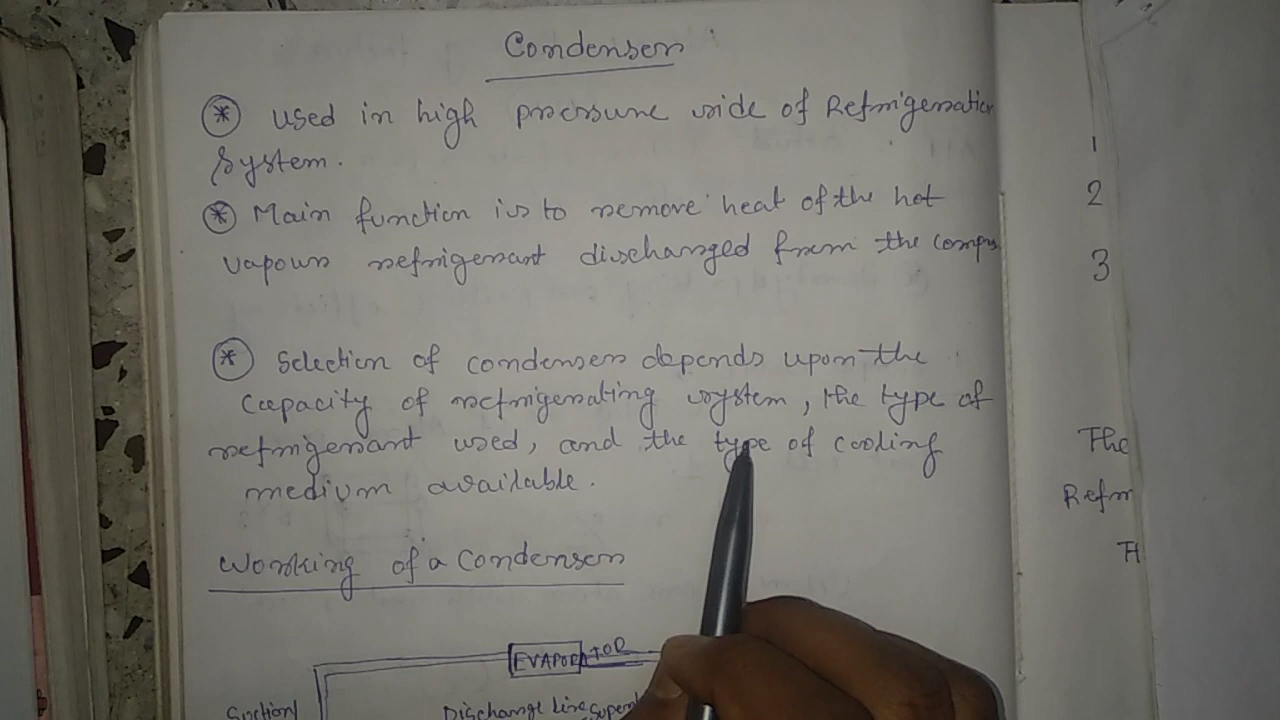 Condenser
* Used in high pressure side of Refrigeration
System.
* Main function is to remove heat of the hot
vapour refrigerant discharged from the compr
* Selection of condenser depends upon the
capacity of refrigerating system, the type of
refrigerant used, and the type of cooling
medium available.
Working of a Condenser
EVAPORATOR
Suction
Discharge line Super
1
2
3
The
Refr